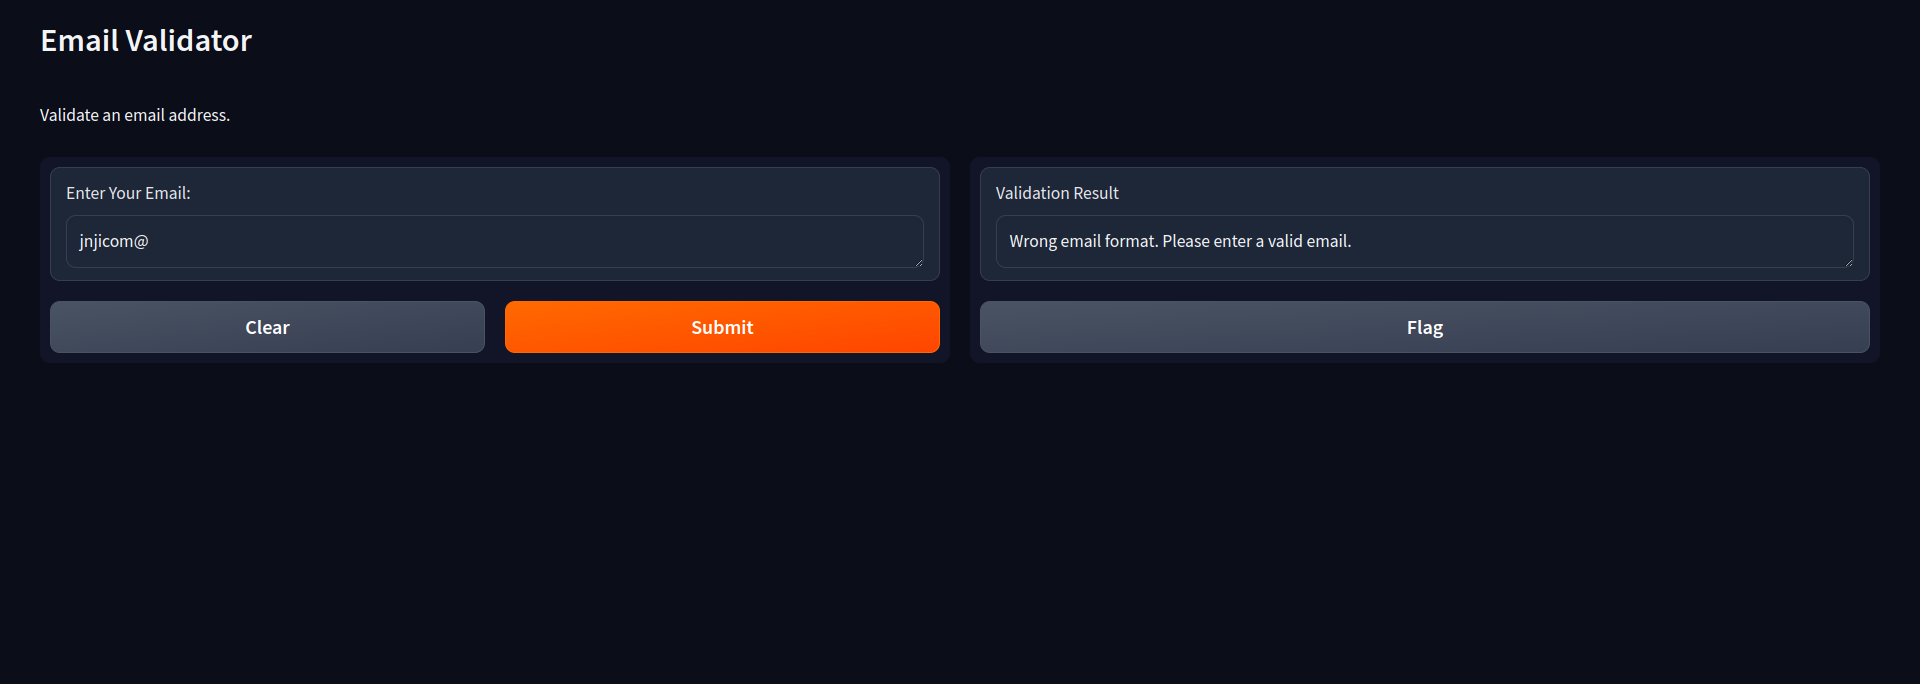 Email Validator
Validate an email address.
Enter Your Email:
jnjicom@
Clear
Submit
Validation Result
Wrong email format. Please enter a valid email.
Flag